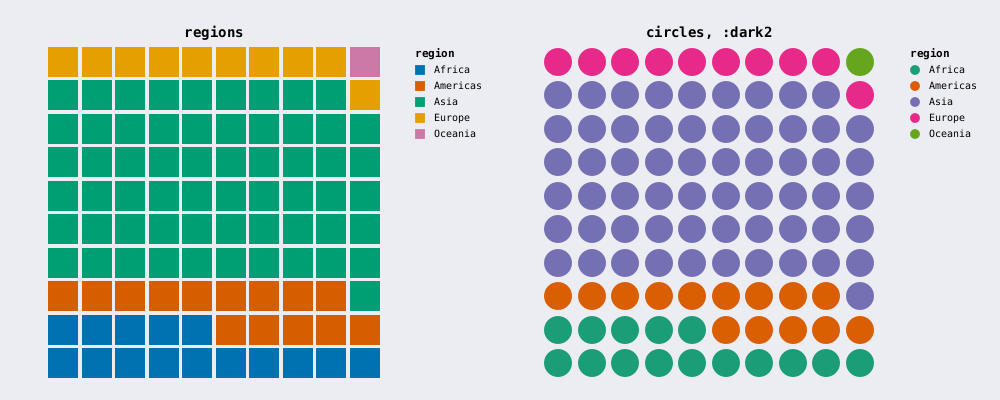 regions
region
Africa
Americas
Asia
Europe
Oceania
circles, :dark2
region
Africa
Americas
Asia
Europe
Oceania